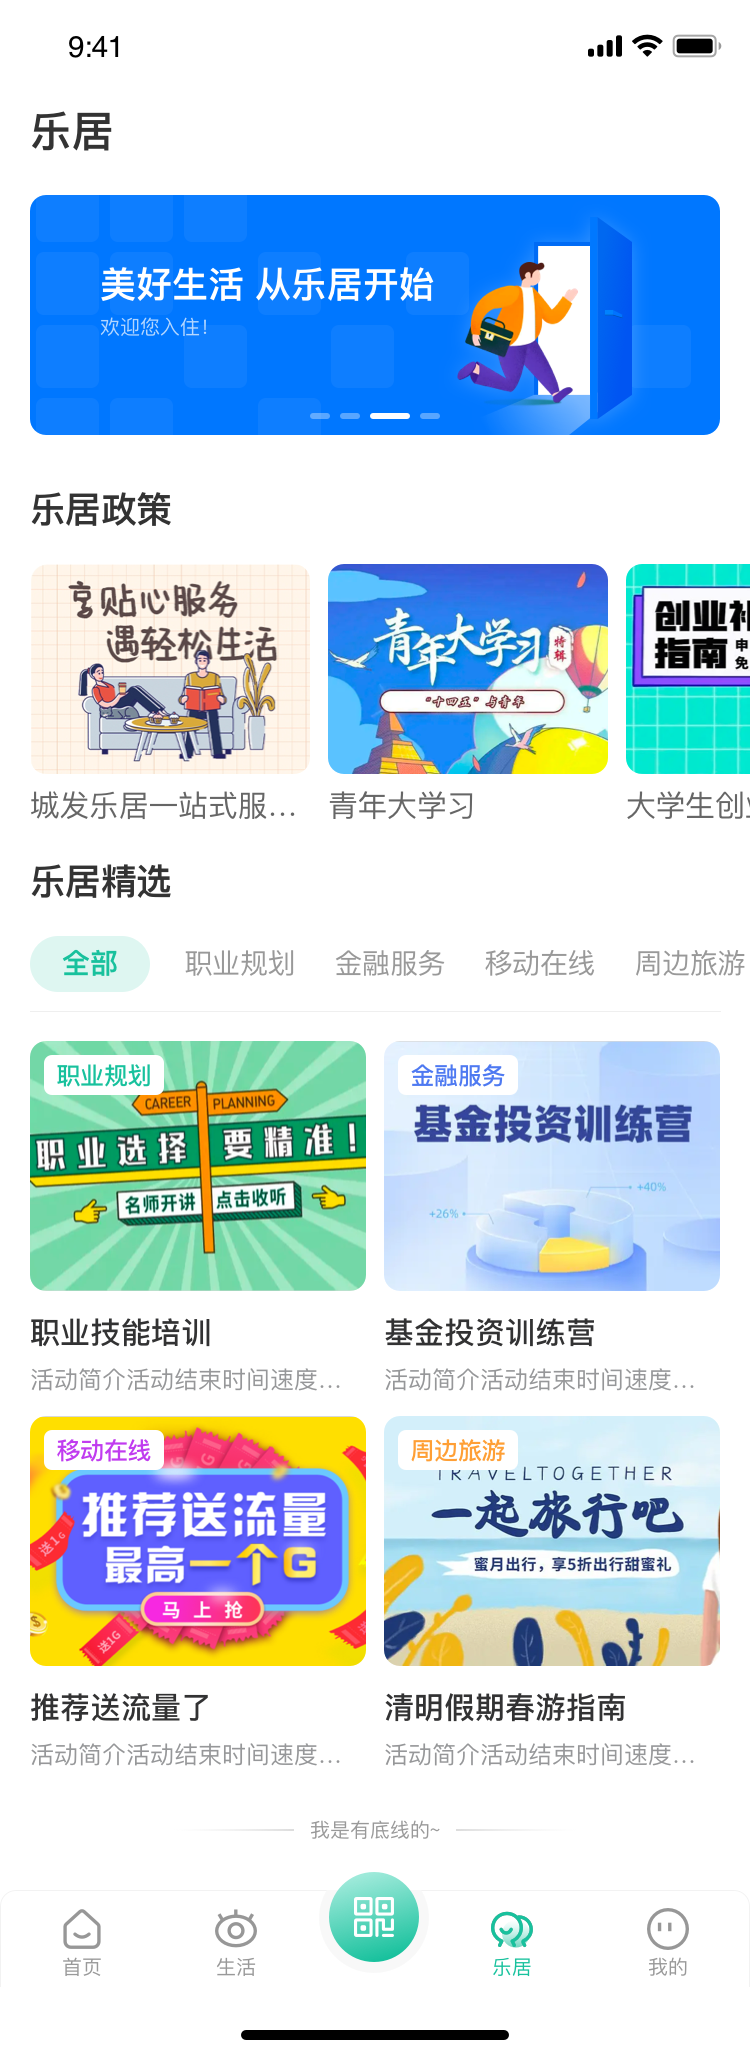 9:41
乐居
美好生活 从乐居开始
欢迎您入住！
乐居政策
享贴心服务
遇轻松生活
青年大学习
特辑
“十四五”与青年
创业补
指南
申
免
城发乐居一站式服...
青年大学习
大学生创业
乐居精选
全部
职业规划
金融服务
移动在线
周边旅游
职业规划
CAREER
PLANNING
职业选择 要精准！
名师开讲 点击收听
金融服务
基金投资训练营
+40%
+26%
职业技能培训
基金投资训练营
活动简介活动结束时间速度...
活动简介活动结束时间速度...
移动在线
推荐送流量
最高一个G
马上抢
送1G
送1G
周边旅游
TRAVELTOGETHER
一起旅行吧
蜜月出行，享5折出行甜蜜礼
推荐送流量了
清明假期春游指南
活动简介活动结束时间速度...
活动简介活动结束时间速度...
我是有底线的~
首页
生活
乐居
我的